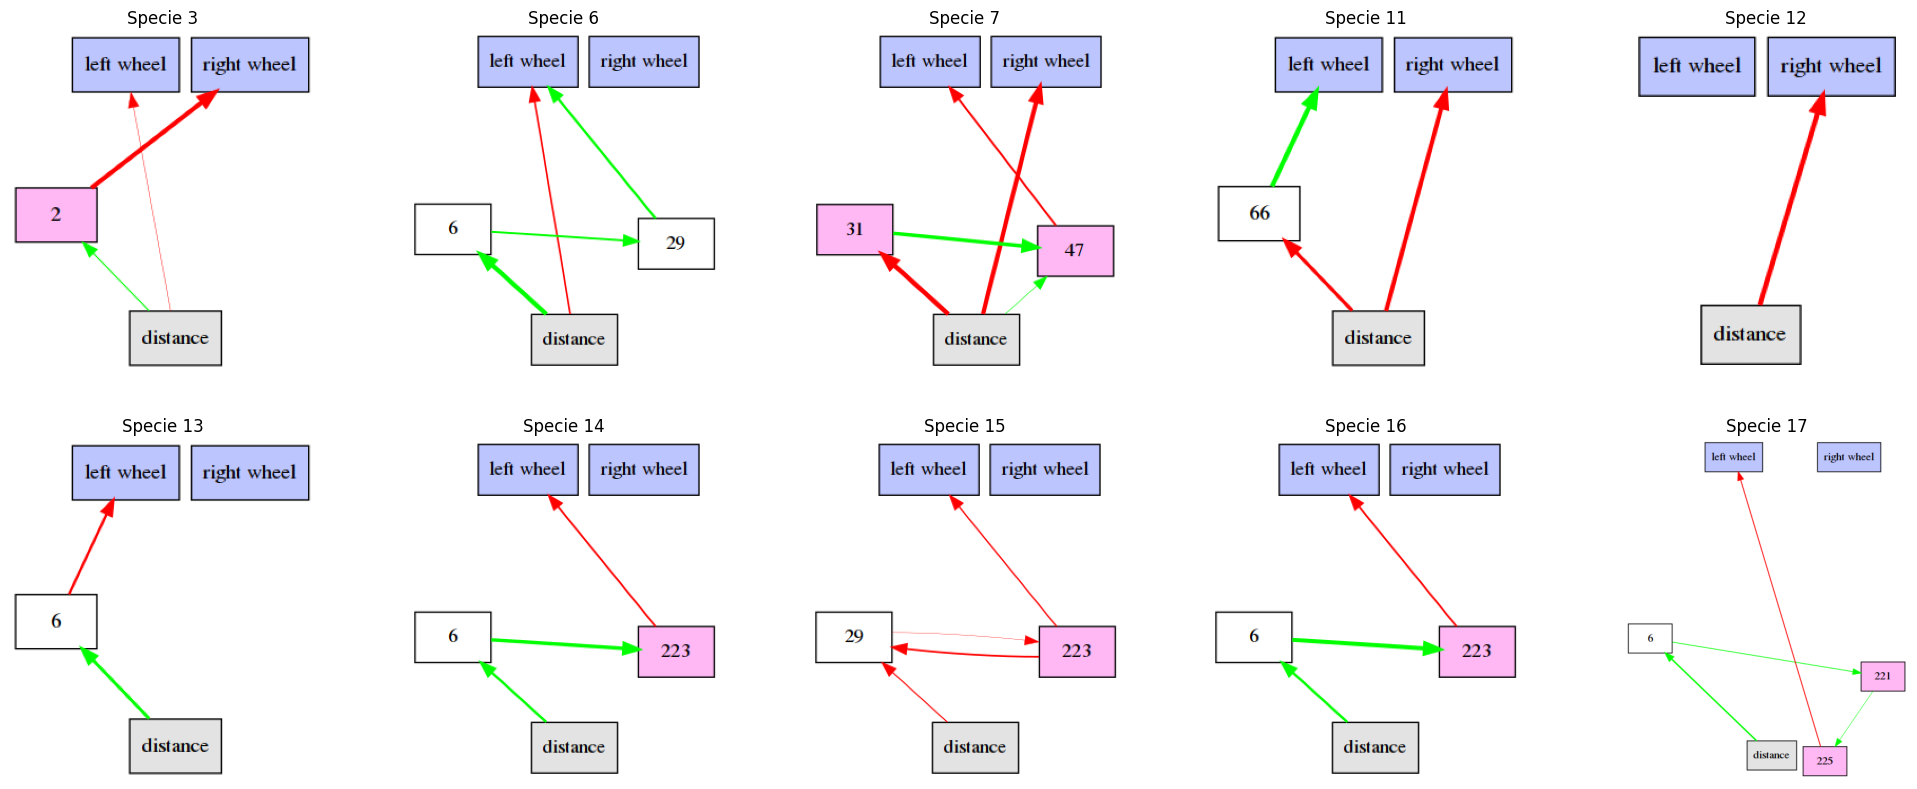 Specie 3
left wheel
right wheel
2
distance
Specie 6
left wheel
right wheel
6
29
distance
Specie 7
left wheel
right wheel
31
47
distance
Specie 11
left wheel
right wheel
66
distance
Specie 12
left wheel
right wheel
distance
Specie 13
left wheel
right wheel
6
distance
Specie 14
left wheel
right wheel
6
223
distance
Specie 15
left wheel
right wheel
29
223
distance
Specie 16
left wheel
right wheel
6
223
distance
Specie 17
left wheel
right wheel
6
221
distance
225